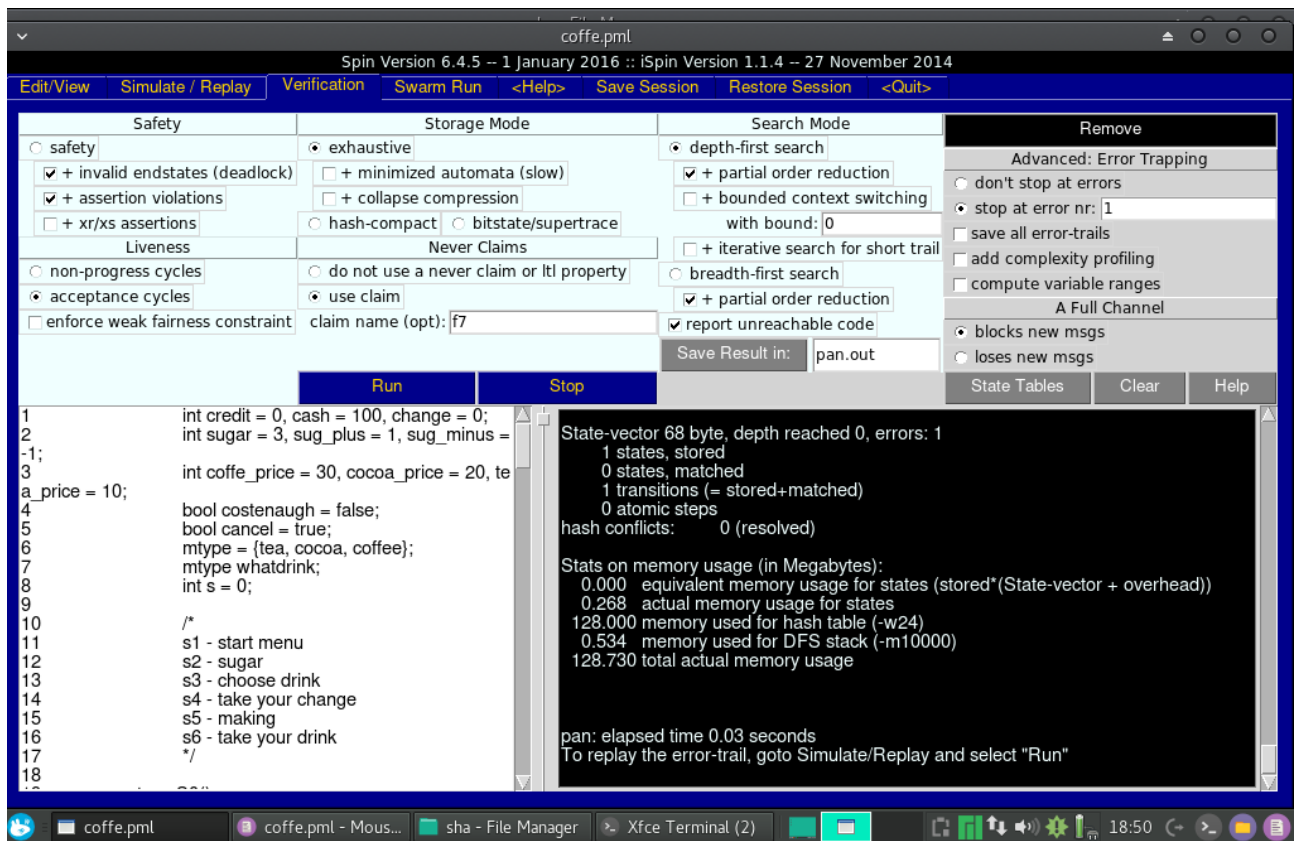 coffe.pml
Spin Version 6.4.5 -- 1 January 2016 :: iSpin Version 1.1.4 -- 27 November 2014
Edit/View Simulate / Replay Verification Swarm Run <Help> Save Session Restore Session <Quit>
Safety
safety
+ invalid endstates (deadlock)
+ assertion violations
+ xr/xs assertions
Liveness
non-progress cycles
acceptance cycles
enforce weak fairness constraint
Storage Mode
exhaustive
+ minimized automata (slow)
+ collapse compression
hash-compact bitstate/supertrace
Never Claims
do not use a never claim or ltl property
use claim
claim name (opt): f7
Run Stop
Search Mode
depth-first search
+ partial order reduction
+ bounded context switching
with bound: 0
+ iterative search for short trail
breadth-first search
+ partial order reduction
report unreachable code
Save Result in: pan.out
Remove
Advanced: Error Trapping
don't stop at errors
stop at error nr: 1
save all error-trails
add complexity profiling
compute variable ranges
A Full Channel
blocks new msgs
loses new msgs
State Tables Clear Help
1 int credit = 0, cash = 100, change = 0;
2 int sugar = 3, sug_plus = 1, sug_minus =
-1;
3 int coffe_price = 30, cocoa_price = 20, te
a_price = 10;
4 bool costenaugh = false;
5 bool cancel = true;
6 mtype = {tea, cocoa, coffee};
7 mtype whatdrink;
8 int s = 0;
9
10 /*
11 s1 - start menu
12 s2 - sugar
13 s3 - choose drink
14 s4 - take your change
15 s5 - making
16 s6 - take your drink
17 */
18
State-vector 68 byte, depth reached 0, errors: 1
1 states, stored
0 states, matched
1 transitions (= stored+matched)
0 atomic steps
hash conflicts: 0 (resolved)
Stats on memory usage (in Megabytes):
0.000 equivalent memory usage for states (stored*(State-vector + overhead))
0.268 actual memory usage for states
128.000 memory used for hash table (-w24)
0.534 memory used for DFS stack (-m10000)
128.730 total actual memory usage
pan: elapsed time 0.03 seconds
To replay the error-trail, goto Simulate/Replay and select "Run"
coffe.pml coffe.pml - Mous... sha - File Manager Xfce Terminal (2) 18:50